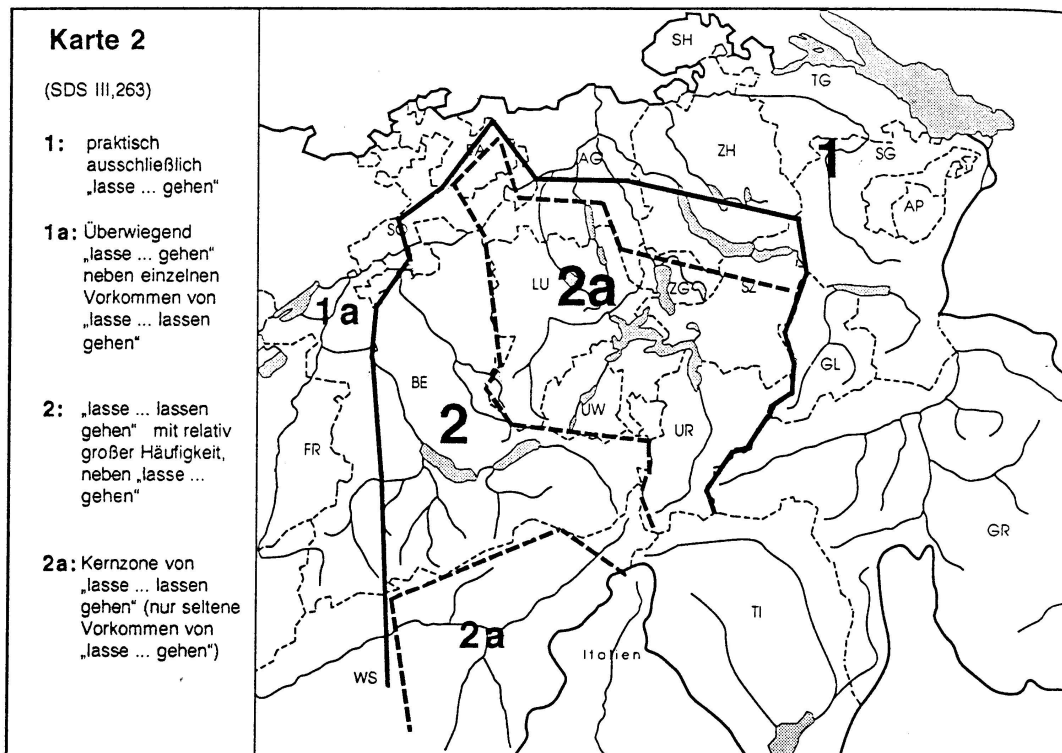 Karte 2
(SDS III,263)
1: praktisch
ausschließlich
„lasse ... gehen“
1a: Überwiegend
„lasse ... gehen“
neben einzelnen
Vorkommen von
„lasse ... lassen
gehen“
2: „lasse ... lassen
gehen“ mit relativ
großer Häufigkeit,
neben „lasse ...
gehen“
2a: Kernzone von
„lasse ... lassen
gehen“ (nur seltene
Vorkommen von
„lasse ... gehen“)
SH
TG
BA
AG
ZH
1
SG
AP
SO
LU
2a
ZG
SZ
1a
BE
GL
UW
2
UR
FR
GR
TI
2a
Italien
WS